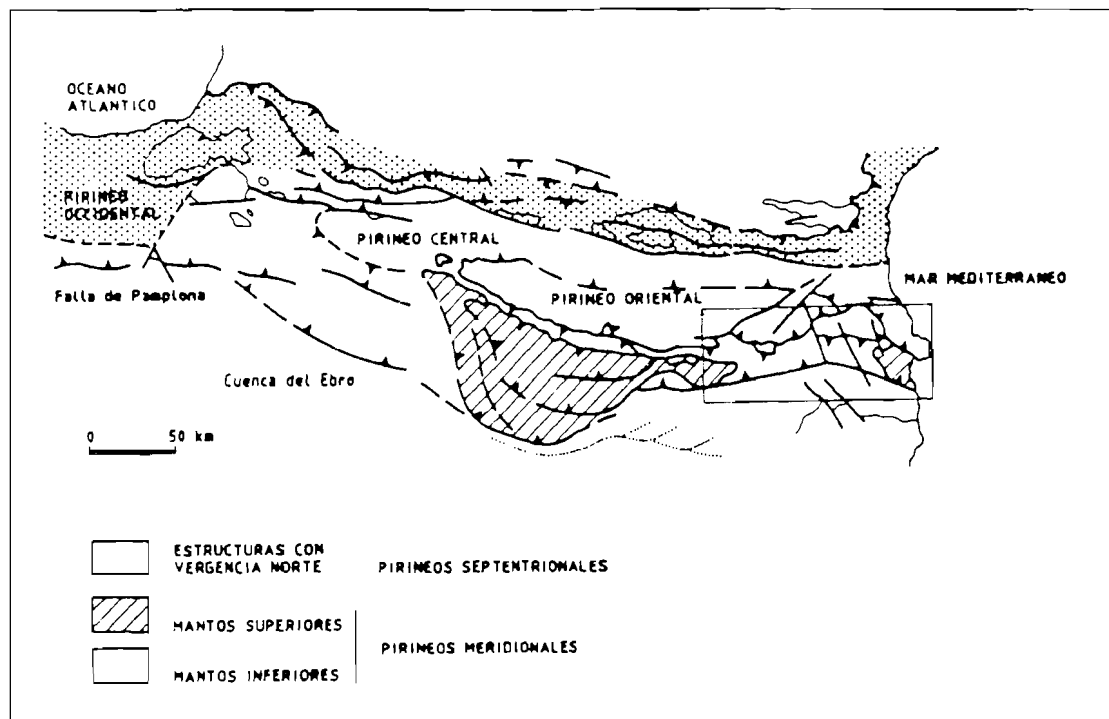 OCEANO
ATLANTICO
PIRINEO
OCCIDENTAL
PIRINEO CENTRAL
PIRINEO ORIENTAL
MAR MEDITERRANEO
Falla de Pamplona
Cuenca del Ebro
0 50 km
ESTRUCTURAS CON
VERGENCIA NORTE
PIRINEOS SEPTENTRIONALES
MANTOS SUPERIORES
PIRINEOS MERIDIONALES
MANTOS INFERIORES